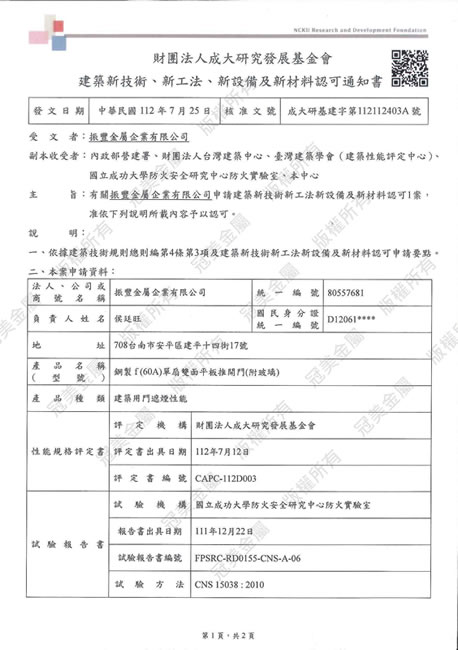 NCKU Research and Development Foundation
財團法人成大研究發展基金會
建築新技術、新工法、新設備及新材料認可通知書
發文日期 中華民國 112 年 7 月 25 日 核准文號 成大研基建字第112112403A 號
受文者：振豐金屬企業有限公司
副本收受者：內政部營建署、財團法人台灣建築中心、臺灣建築學會（建築性能評定中心）、
國立成功大學防火安全研究中心防火實驗室、本中心
主旨：有關振豐金屬企業有限公司申請建築新技術新工法新設備及新材料認可1案，
准依下列說明所載內容予以認可。
說明：
一、依據建築技術規則總則編第4條第3項及建築新技術新工法新設備及新材料認可申請要點。
二、本案申請資料：
法人、公司或商號名稱 振豐金屬企業有限公司 統一編號 80557681
負責人姓名 侯廷旺 國民身分證統一編號 D12061****
地址 708台南市安平區建平十四街17號
產品名稱(型號) 鋼製f(60A)單扇雙面平板推開門(附玻璃)
產品種類 建築用門遮煙性能
性能規格評定書 評定機構 財團法人成大研究發展基金會
評定書出具日期 112年7月12日
評定書編號 CAPC-112D003
試驗報告書 試驗機構 國立成功大學防火安全研究中心防火實驗室
報告書出具日期 111年12月22日
試驗報告書編號 FPSRC-RD0155-CNS-A-06
試驗方法 CNS 15038 : 2010
第1頁，共2頁
冠美金屬 版權所有